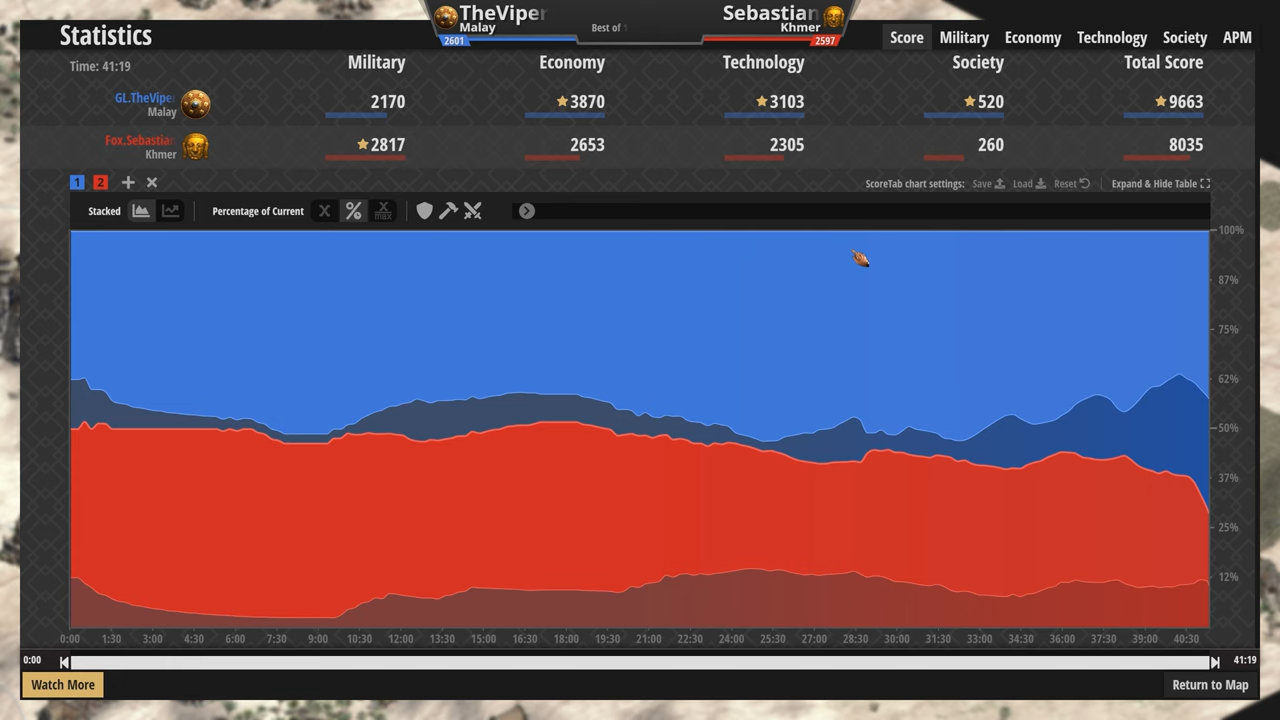 TheViper
Malay
2601
Best of
Sebastian
Khmer
2597
Statistics
Score Military Economy Technology Society APM
Time: 41:19
Military Economy Technology Society Total Score
GL.TheViper
Malay
2170 3870 3103 520 9663
Fox.Sebastian
Khmer
2817 2653 2305 260 8035
1 2
ScoreTab chart settings: Save Load Reset Expand & Hide Table
Stacked Percentage of Current X % X max
100%
87%
75%
62%
50%
37%
25%
12%
0:00 1:30 3:00 4:30 6:00 7:30 9:00 10:30 12:00 13:30 15:00 16:30 18:00 19:30 21:00 22:30 24:00 25:30 27:00 28:30 30:00 31:30 33:00 34:30 36:00 37:30 39:00 40:30
0:00 41:19
Watch More Return to Map